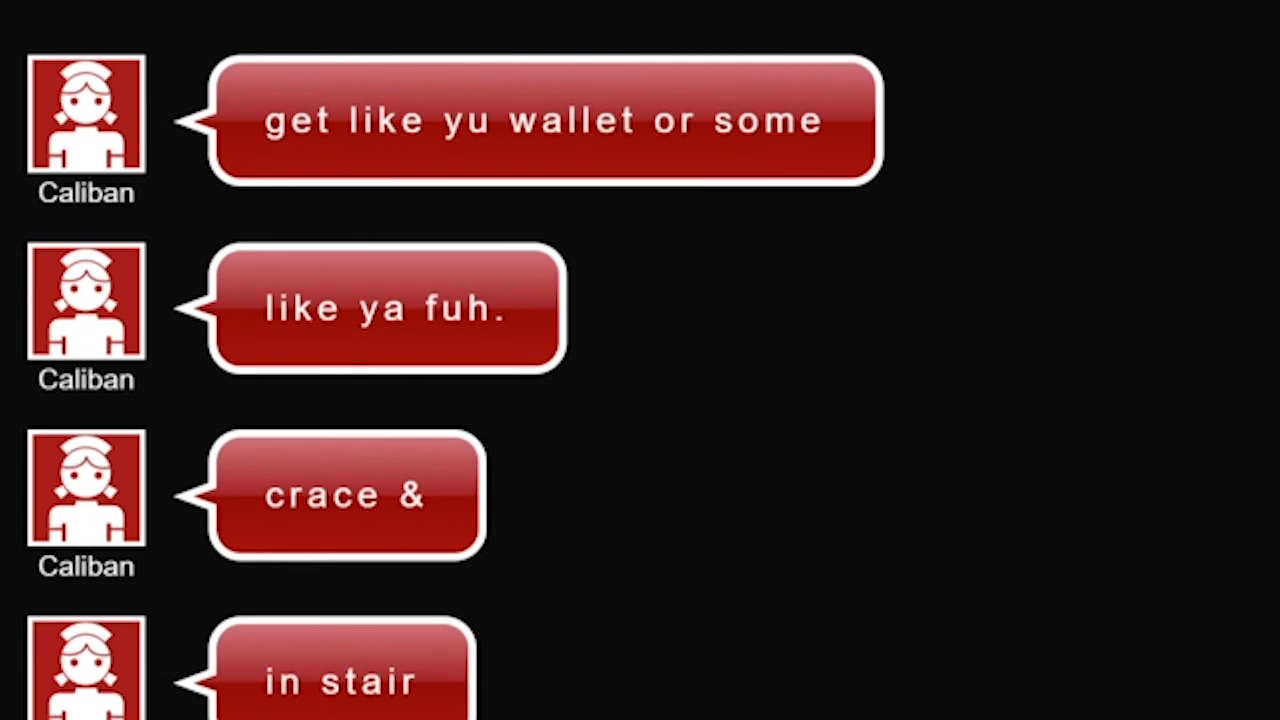 get like yu wallet or some
Caliban
like ya fuh.
Caliban
crace &
Caliban
in stair